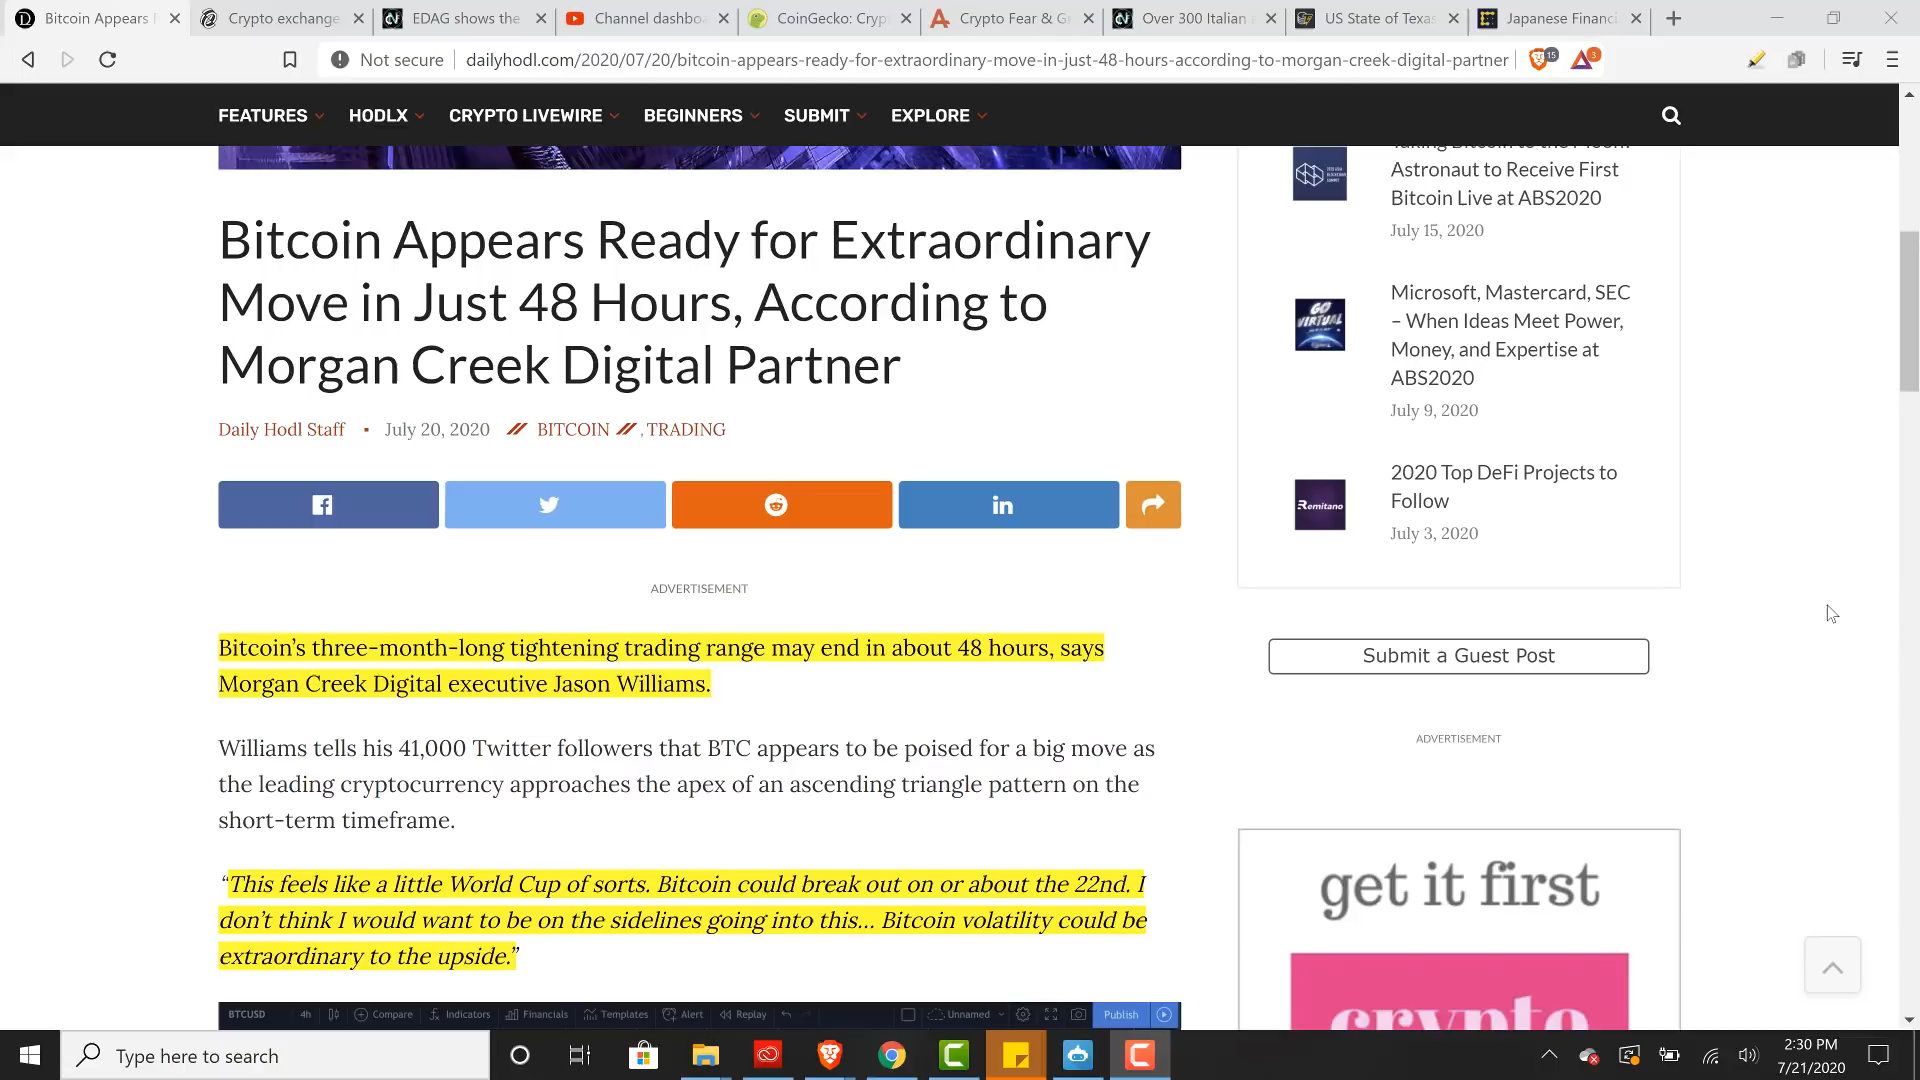 Bitcoin Appears
Crypto exchange
EDAG shows the
Channel dashbo
CoinGecko: Cryp
Crypto Fear & G
Over 300 Italian
US State of Texas
Japanese Financi
Not secure
dailyhodl.com/2020/07/20/bitcoin-appears-ready-for-extraordinary-move-in-just-48-hours-according-to-morgan-creek-digital-partner
15
3
FEATURES
HODLX
CRYPTO LIVEWIRE
BEGINNERS
SUBMIT
EXPLORE
Bitcoin Appears Ready for Extraordinary
Move in Just 48 Hours, According to
Morgan Creek Digital Partner
Daily Hodl Staff ▪ July 20, 2020 BITCOIN , TRADING
ADVERTISEMENT
Bitcoin’s three-month-long tightening trading range may end in about 48 hours, says
Morgan Creek Digital executive Jason Williams.
Williams tells his 41,000 Twitter followers that BTC appears to be poised for a big move as
the leading cryptocurrency approaches the apex of an ascending triangle pattern on the
short-term timeframe.
“This feels like a little World Cup of sorts. Bitcoin could break out on or about the 22nd. I
don’t think I would want to be on the sidelines going into this… Bitcoin volatility could be
extraordinary to the upside.”
BTCUSD 4h Compare Indicators Financials Templates Alert Replay Unnamed Publish
Taking Bitcoin to the Moon:
Astronaut to Receive First
Bitcoin Live at ABS2020
July 15, 2020
GO
VIRTUAL
Microsoft, Mastercard, SEC
– When Ideas Meet Power,
Money, and Expertise at
ABS2020
July 9, 2020
Remitano
2020 Top DeFi Projects to
Follow
July 3, 2020
Submit a Guest Post
ADVERTISEMENT
get it first
crypto
Type here to search
2:30 PM
7/21/2020